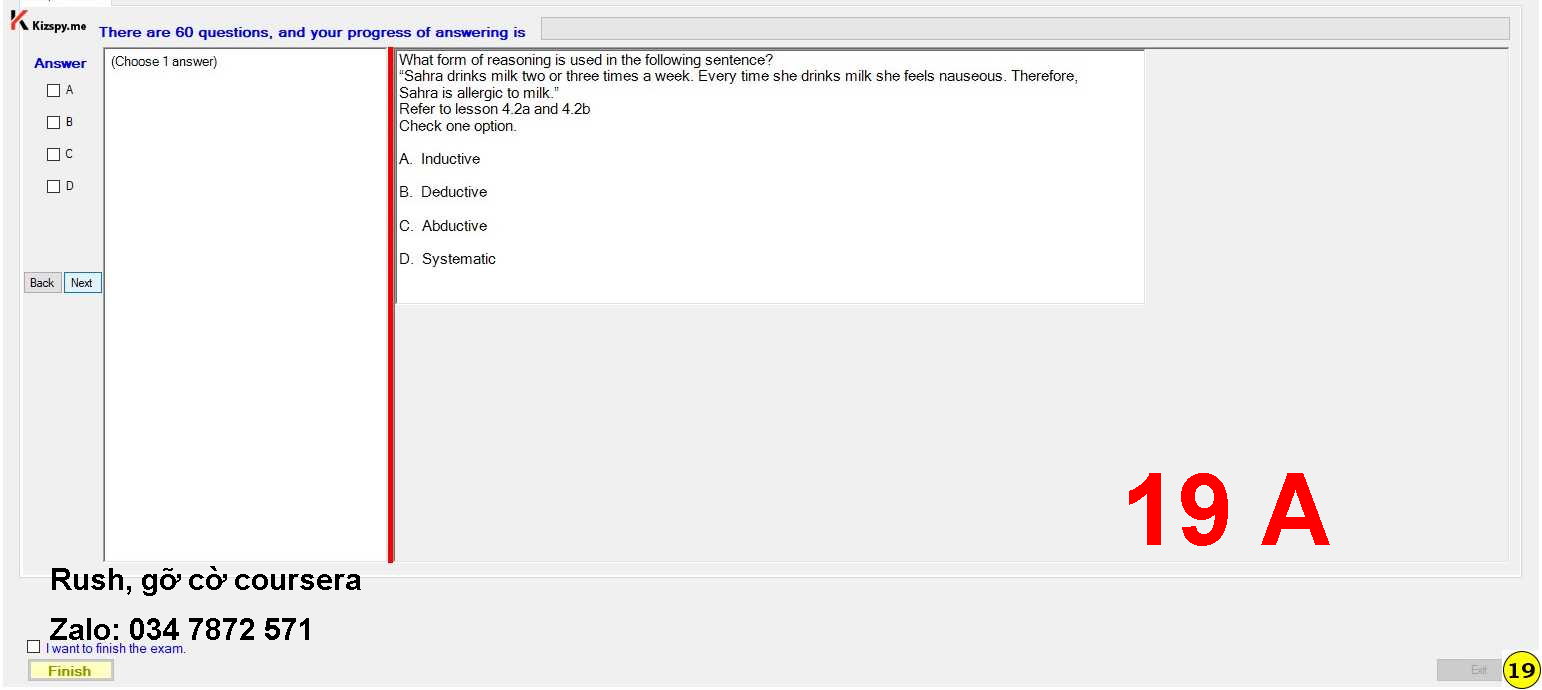 Kizspy.me
There are 60 questions, and your progress of answering is
Answer
(Choose 1 answer)
A
B
C
D
Back
Next
What form of reasoning is used in the following sentence?
“Sahra drinks milk two or three times a week. Every time she drinks milk she feels nauseous. Therefore,
Sahra is allergic to milk.”
Refer to lesson 4.2a and 4.2b
Check one option.
A. Inductive
B. Deductive
C. Abductive
D. Systematic
19 A
Rush, gỡ cờ coursera
Zalo: 034 7872 571
I want to finish the exam.
Finish
Exit
19